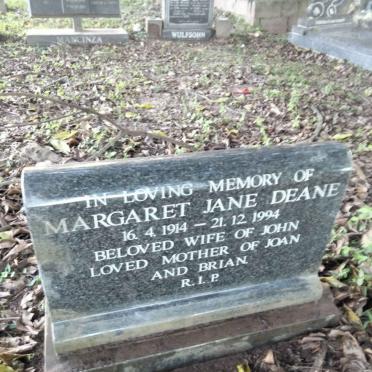 MASCINZA
WULFSOHN
IN LOVING MEMORY OF
MARGARET JANE DEANE
16. 4. 1914 – 21. 12. 1994
BELOVED WIFE OF JOHN
LOVED MOTHER OF JOAN
AND BRIAN.
R. I. P.